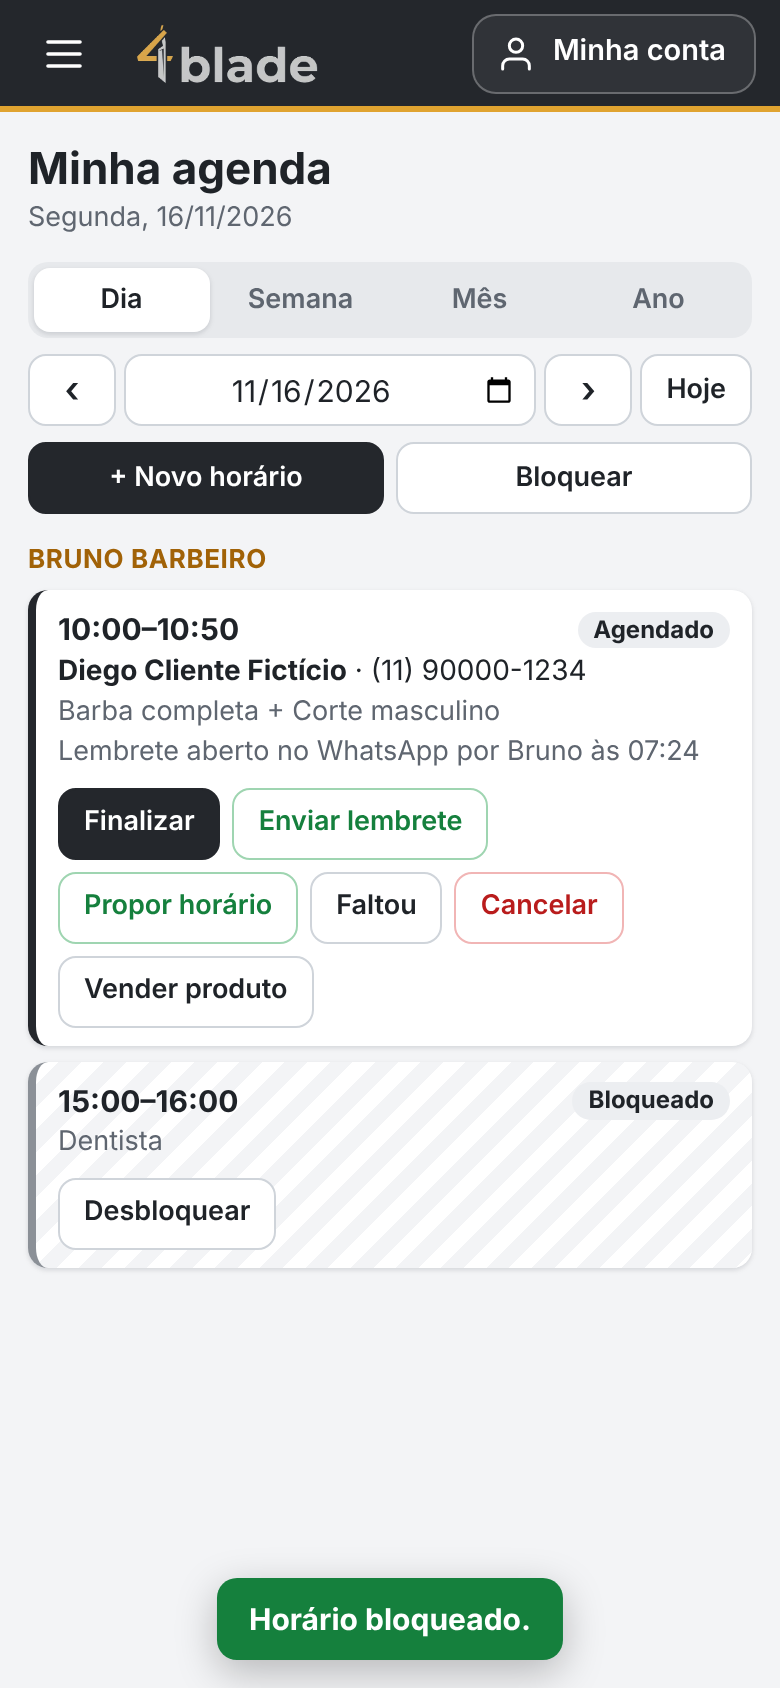 4blade
Minha conta
Minha agenda
Segunda, 16/11/2026
Dia Semana Mês Ano
‹ 11/16/2026 › Hoje
+ Novo horário Bloquear
BRUNO BARBEIRO
10:00–10:50 Agendado
Diego Cliente Fictício · (11) 90000-1234
Barba completa + Corte masculino
Lembrete aberto no WhatsApp por Bruno às 07:24
Finalizar Enviar lembrete
Propor horário Faltou Cancelar
Vender produto
15:00–16:00 Bloqueado
Dentista
Desbloquear
Horário bloqueado.